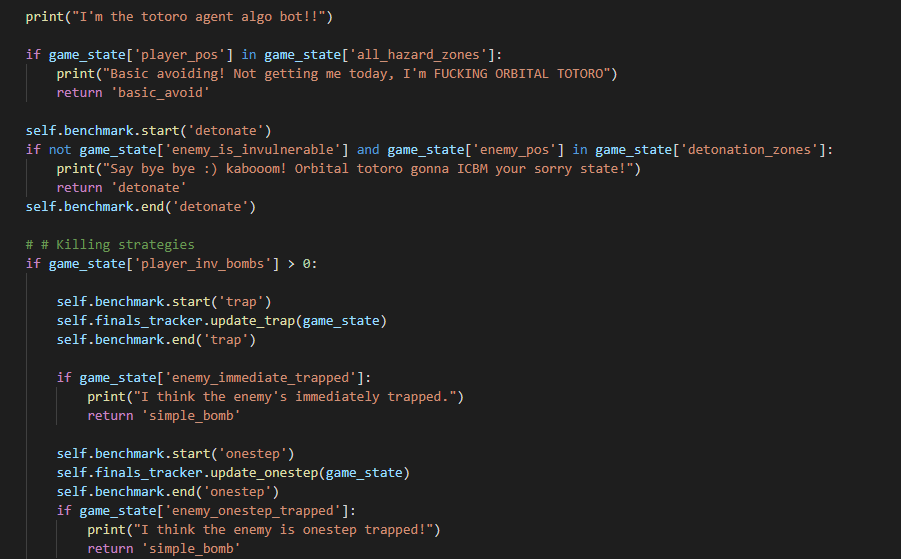 print("I'm the totoro agent algo bot!!")
if game_state['player_pos'] in game_state['all_hazard_zones']:
print("Basic avoiding! Not getting me today, I'm FUCKING ORBITAL TOTORO")
return 'basic_avoid'
self.benchmark.start('detonate')
if not game_state['enemy_is_invulnerable'] and game_state['enemy_pos'] in game_state['detonation_zones']:
print("Say bye bye :) kabooom! Orbital totoro gonna ICBM your sorry state!")
return 'detonate'
self.benchmark.end('detonate')
# # Killing strategies
if game_state['player_inv_bombs'] > 0:
self.benchmark.start('trap')
self.finals_tracker.update_trap(game_state)
self.benchmark.end('trap')
if game_state['enemy_immediate_trapped']:
print("I think the enemy's immediately trapped.")
return 'simple_bomb'
self.benchmark.start('onestep')
self.finals_tracker.update_onestep(game_state)
self.benchmark.end('onestep')
if game_state['enemy_onestep_trapped']:
print("I think the enemy is onestep trapped!")
return 'simple_bomb'